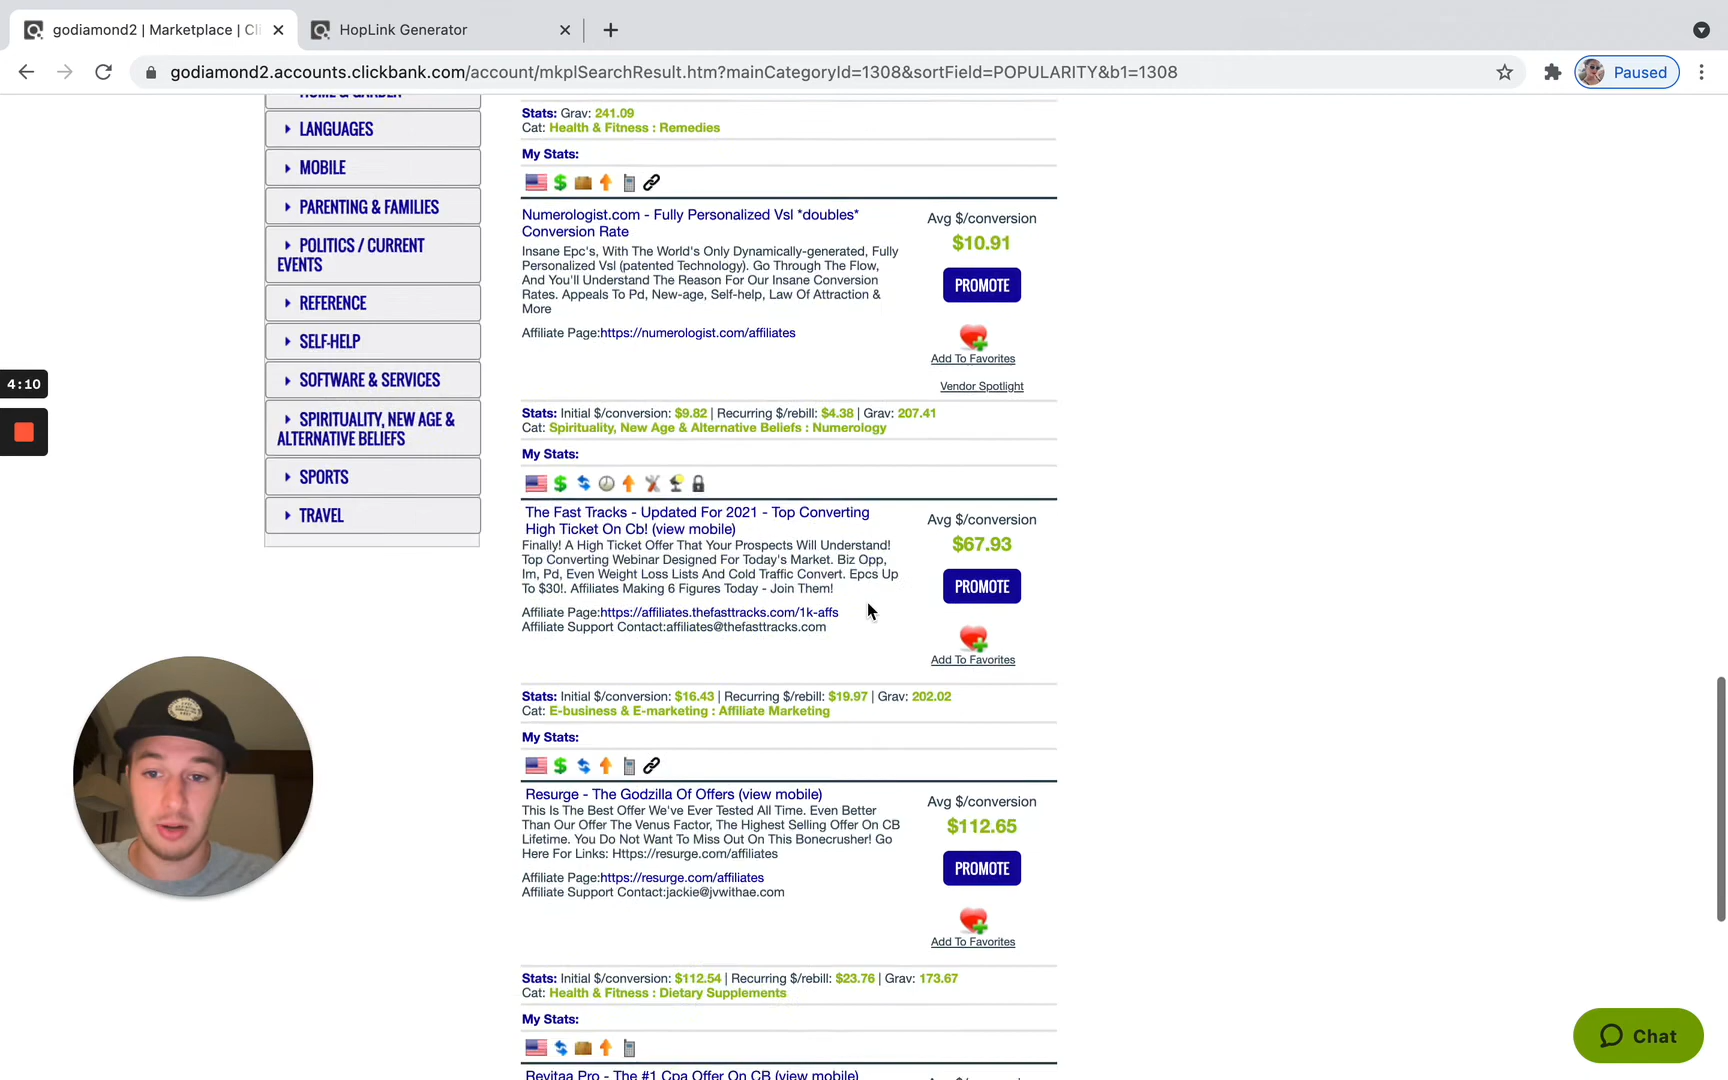 godiamond2 | Marketplace | Cli
HopLink Generator
godiamond2.accounts.clickbank.com/account/mkplSearchResult.htm?mainCategoryId=1308&sortField=POPULARITY&b1=1308
Paused
HOME & GARDEN
LANGUAGES
MOBILE
PARENTING & FAMILIES
POLITICS / CURRENT
EVENTS
REFERENCE
SELF-HELP
SOFTWARE & SERVICES
SPIRITUALITY, NEW AGE &
ALTERNATIVE BELIEFS
SPORTS
TRAVEL
4:10
Stats: Grav: 241.09
Cat: Health & Fitness : Remedies
My Stats:
Numerologist.com - Fully Personalized Vsl *doubles*
Conversion Rate
Insane Epc's, With The World's Only Dynamically-generated, Fully
Personalized Vsl (patented Technology). Go Through The Flow,
And You'll Understand The Reason For Our Insane Conversion
Rates. Appeals To Pd, New-age, Self-help, Law Of Attraction &
More
Affiliate Page:https://numerologist.com/affiliates
Avg $/conversion
$10.91
PROMOTE
Add To Favorites
Vendor Spotlight
Stats: Initial $/conversion: $9.82 | Recurring $/rebill: $4.38 | Grav: 207.41
Cat: Spirituality, New Age & Alternative Beliefs : Numerology
My Stats:
The Fast Tracks - Updated For 2021 - Top Converting
High Ticket On Cb! (view mobile)
Finally! A High Ticket Offer That Your Prospects Will Understand!
Top Converting Webinar Designed For Today's Market. Biz Opp,
Im, Pd, Even Weight Loss Lists And Cold Traffic Convert. Epcs Up
To $30!. Affiliates Making 6 Figures Today - Join Them!
Affiliate Page:https://affiliates.thefasttracks.com/1k-affs
Affiliate Support Contact:affiliates@thefasttracks.com
Avg $/conversion
$67.93
PROMOTE
Add To Favorites
Stats: Initial $/conversion: $16.43 | Recurring $/rebill: $19.97 | Grav: 202.02
Cat: E-business & E-marketing : Affiliate Marketing
My Stats:
Resurge - The Godzilla Of Offers (view mobile)
This Is The Best Offer We've Ever Tested All Time. Even Better
Than Our Offer The Venus Factor, The Highest Selling Offer On CB
Lifetime. You Do Not Want To Miss Out On This Bonecrusher! Go
Here For Links: Https://resurge.com/affiliates
Affiliate Page:https://resurge.com/affiliates
Affiliate Support Contact:jackie@jvwithae.com
Avg $/conversion
$112.65
PROMOTE
Add To Favorites
Stats: Initial $/conversion: $112.54 | Recurring $/rebill: $23.76 | Grav: 173.67
Cat: Health & Fitness : Dietary Supplements
My Stats:
Revitaa Pro - The #1 Cpa Offer On CB (view mobile)
Chat